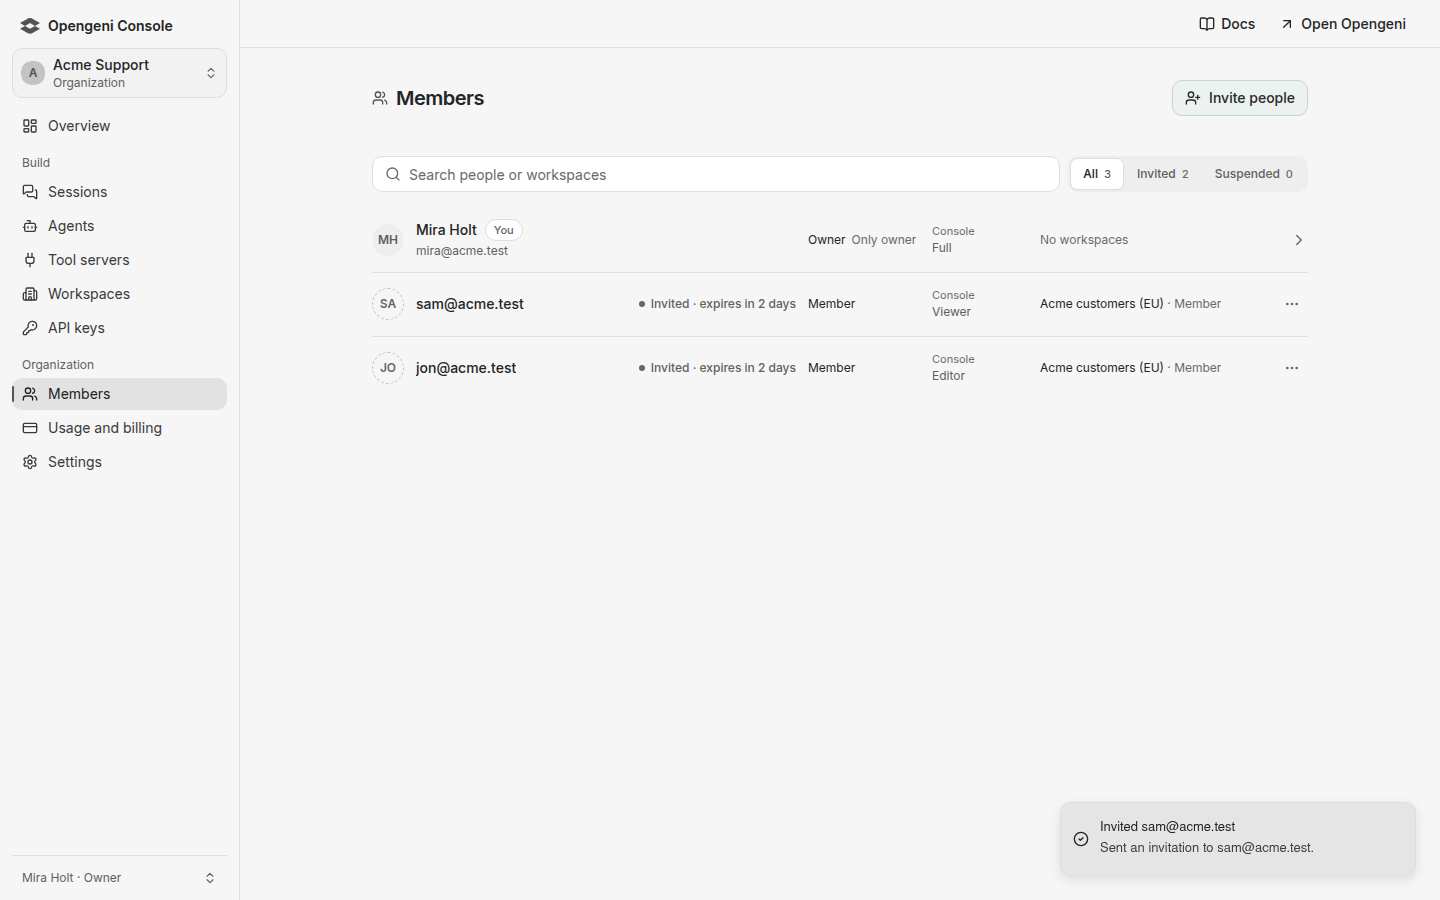 Opengeni Console
A
Acme Support
Organization
Overview
Build
Sessions
Agents
Tool servers
Workspaces
API keys
Organization
Members
Usage and billing
Settings
Mira Holt · Owner
Docs
Open Opengeni
Members
Invite people
Search people or workspaces
All 3
Invited 2
Suspended 0
MH
Mira Holt
You
mira@acme.test
Owner Only owner
Console
Full
No workspaces
SA
sam@acme.test
Invited · expires in 2 days
Member
Console
Viewer
Acme customers (EU) · Member
JO
jon@acme.test
Invited · expires in 2 days
Member
Console
Editor
Acme customers (EU) · Member
Invited sam@acme.test
Sent an invitation to sam@acme.test.